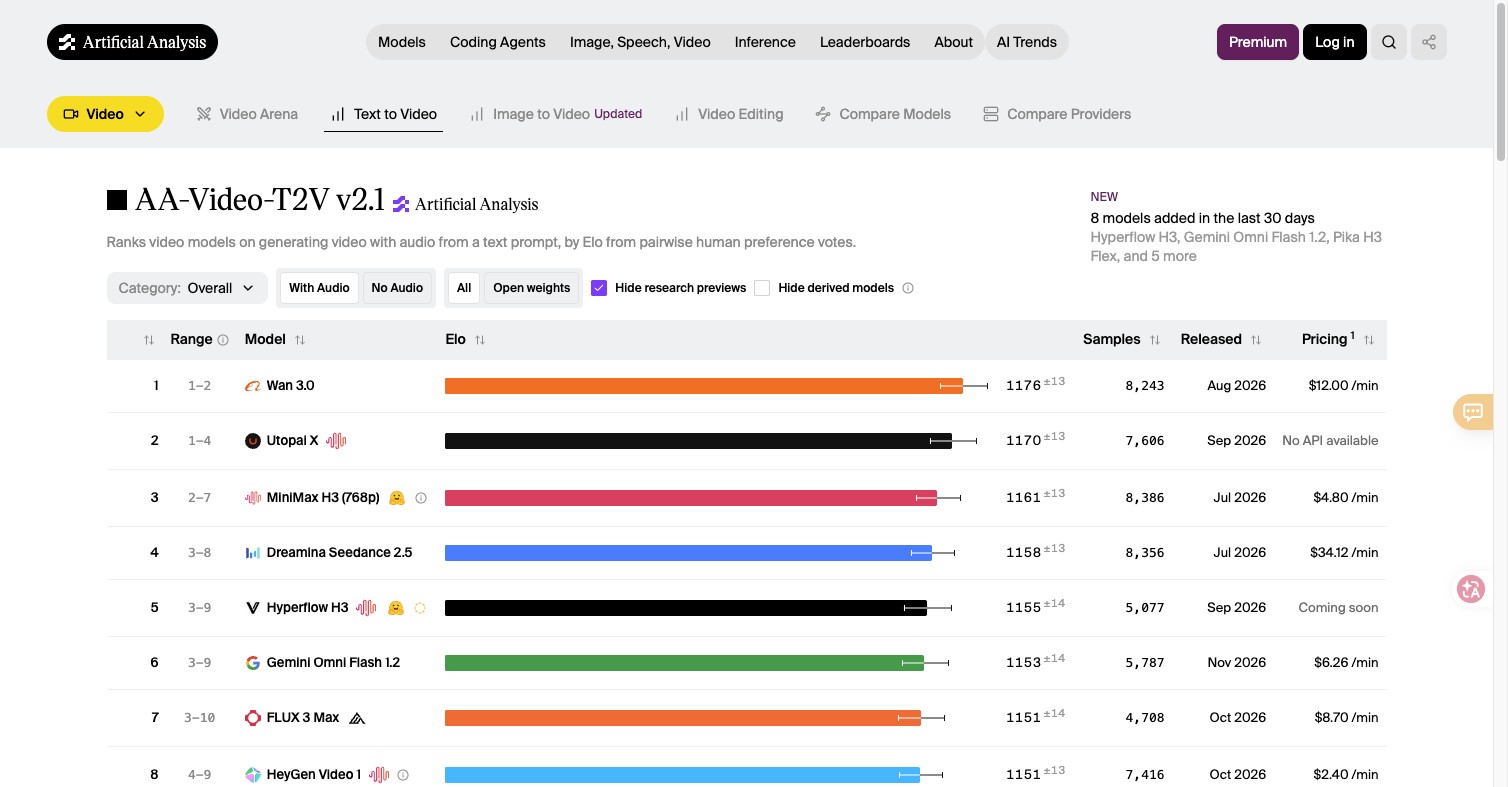 Artificial Analysis
Models Coding Agents Image, Speech, Video Inference Leaderboards About AI Trends
Premium Log in
Video Video Arena Text to Video Image to Video Updated Video Editing Compare Models Compare Providers
AA-Video-T2V v2.1 Artificial Analysis
Ranks video models on generating video with audio from a text prompt, by Elo from pairwise human preference votes.
NEW
8 models added in the last 30 days
Hyperflow H3, Gemini Omni Flash 1.2, Pika H3
Flex, and 5 more
Category: Overall With Audio No Audio All Open weights Hide research previews Hide derived models
Range Model Elo Samples Released Pricing 1
1 1–2 Wan 3.0 1176 ±13 8,243 Aug 2026 $12.00 /min
2 1–4 Utopai X 1170 ±13 7,606 Sep 2026 No API available
3 2–7 MiniMax H3 (768p) 1161 ±13 8,386 Jul 2026 $4.80 /min
4 3–8 Dreamina Seedance 2.5 1158 ±13 8,356 Jul 2026 $34.12 /min
5 3–9 Hyperflow H3 1155 ±14 5,077 Sep 2026 Coming soon
6 3–9 Gemini Omni Flash 1.2 1153 ±14 5,787 Nov 2026 $6.26 /min
7 3–10 FLUX 3 Max 1151 ±14 4,708 Oct 2026 $8.70 /min
8 4–9 HeyGen Video 1 1151 ±13 7,416 Oct 2026 $2.40 /min